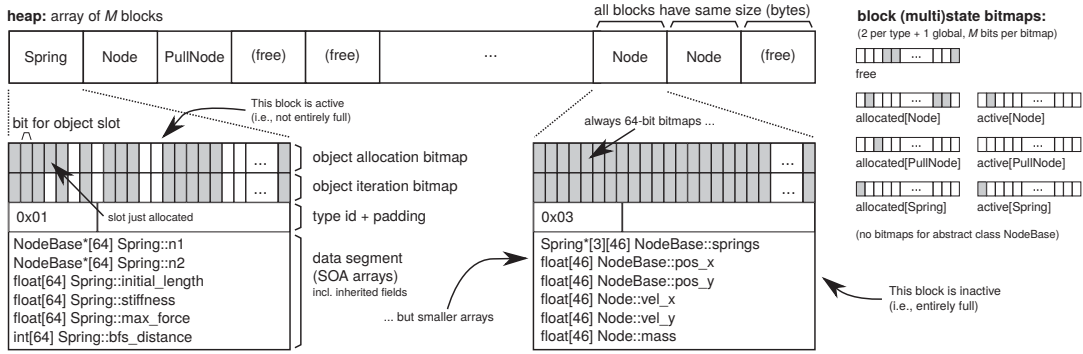 heap: array of M blocks
all blocks have same size (bytes)
Spring
Node
PullNode
(free)
(free)
...
Node
Node
(free)
This block is active
(i.e., not entirely full)
bit for object slot
...
object allocation bitmap
...
object iteration bitmap
slot just allocated
0x01
type id + padding
NodeBase*[64] Spring::n1
NodeBase*[64] Spring::n2
float[64] Spring::initial_length
float[64] Spring::stiffness
float[64] Spring::max_force
int[64] Spring::bfs_distance
data segment
(SOA arrays)
incl. inherited fields
always 64-bit bitmaps ...
...
...
0x03
Spring*[3][46] NodeBase::springs
float[46] NodeBase::pos_x
float[46] NodeBase::pos_y
float[46] Node::vel_x
float[46] Node::vel_y
float[46] Node::mass
... but smaller arrays
This block is inactive
(i.e., entirely full)
block (multi)state bitmaps:
(2 per type + 1 global, M bits per bitmap)
...
free
...
...
allocated[Node]
active[Node]
...
...
allocated[PullNode]
active[PullNode]
...
...
allocated[Spring]
active[Spring]
(no bitmaps for abstract class NodeBase)